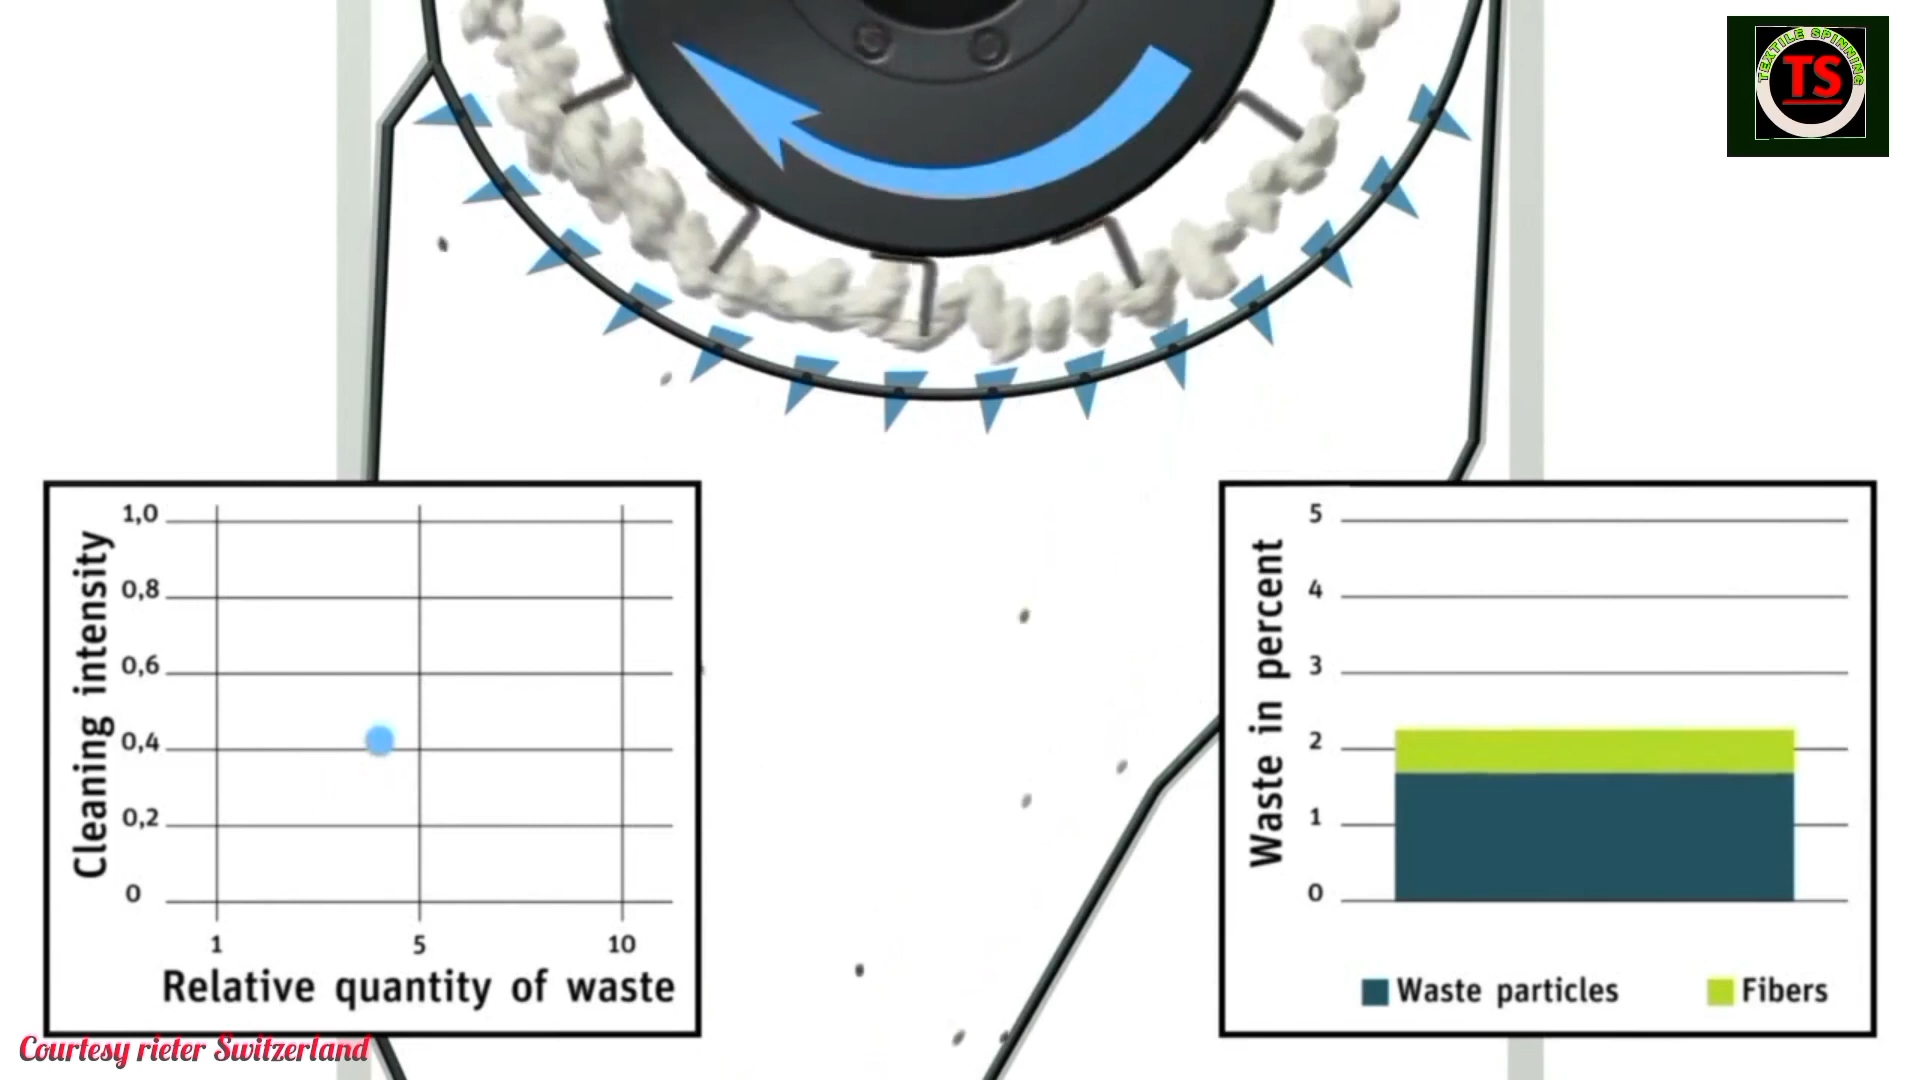 TEXTILE SPINNING
TS
1,0
0,8
0,6
0,4
0,2
0
Cleaning intensity
1 5 10
Relative quantity of waste
5
4
3
2
1
0
Waste in percent
Waste particles Fibers
Courtesy rieter Switzerland